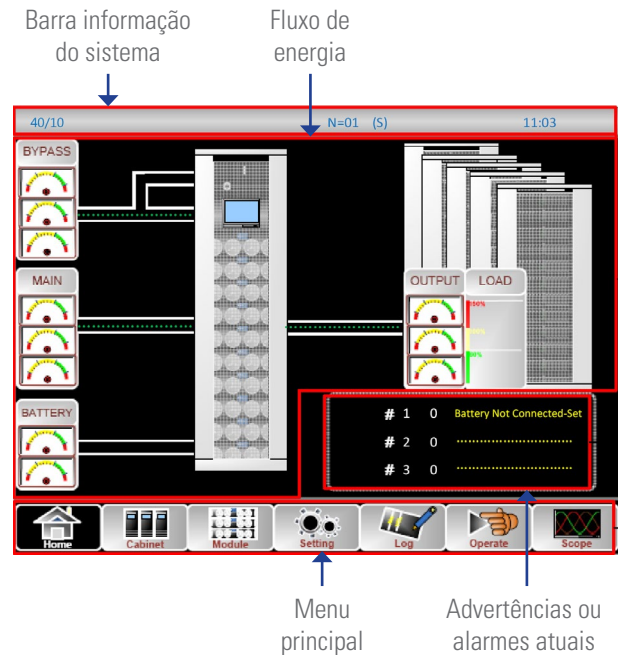 Barra informação
do sistema
Fluxo de
energia
40/10 N=01 (S) 11:03
BYPASS
MAIN
OUTPUT LOAD
BATTERY
# 1 0 Battery Not Connected-Set
# 2 0
# 3 0
Home Cabinet Module Setting Log Operate Scope
Menu
principal
Advertências ou
alarmes atuais